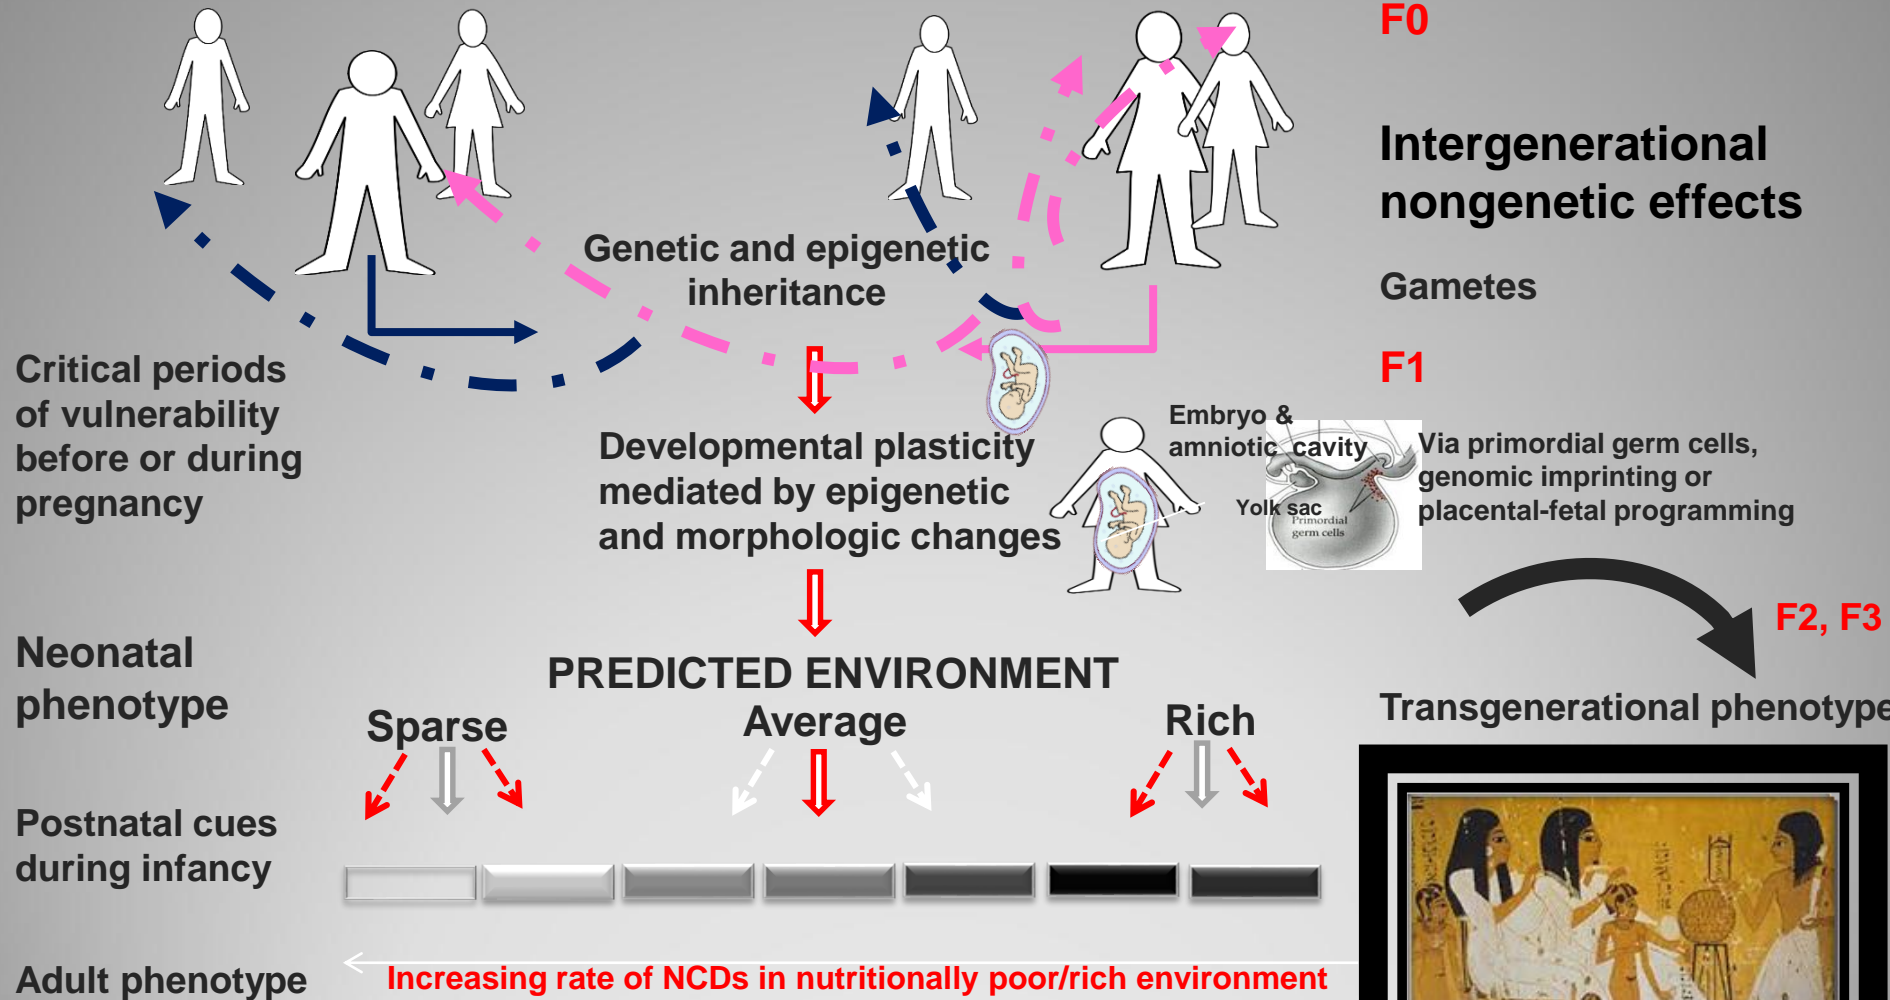 F0
Intergenerational
nongenetic effects
Genetic and epigenetic
inheritance
Gametes
Critical periods
of vulnerability
before or during
pregnancy
F1
Developmental plasticity
mediated by epigenetic
and morphologic changes
Embryo &
amniotic cavity
Yolk sac
Primordial
germ cells
Via primordial germ cells,
genomic imprinting or
placental-fetal programming
F2, F3
Neonatal
phenotype
PREDICTED ENVIRONMENT
Sparse
Average
Rich
Transgenerational phenotype
Postnatal cues
during infancy
Adult phenotype
Increasing rate of NCDs in nutritionally poor/rich environment